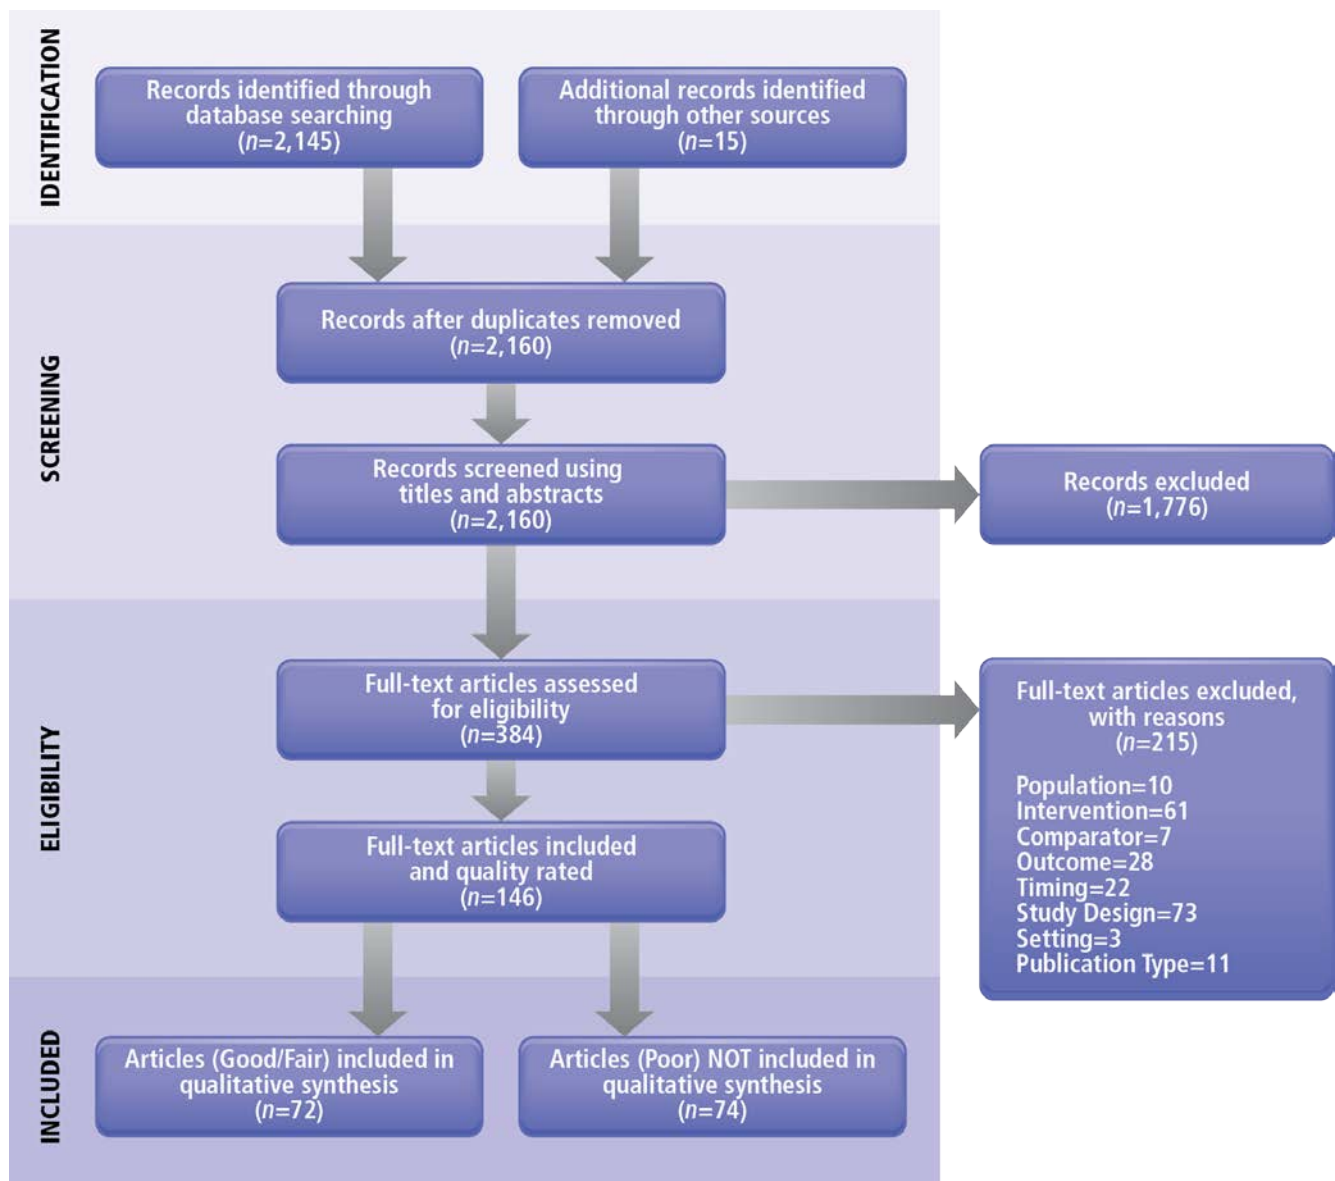 IDENTIFICATION
Records identified through
database searching
(n=2,145)
Additional records identified
through other sources
(n=15)
SCREENING
Records after duplicates removed
(n=2,160)
Records screened using
titles and abstracts
(n=2,160)
Records excluded
(n=1,776)
ELIGIBILITY
Full-text articles assessed
for eligibility
(n=384)
Full-text articles excluded,
with reasons
(n=215)
Population=10
Intervention=61
Comparator=7
Outcome=28
Timing=22
Study Design=73
Setting=3
Publication Type=11
Full-text articles included
and quality rated
(n=146)
INCLUDED
Articles (Good/Fair) included in
qualitative synthesis
(n=72)
Articles (Poor) NOT included in
qualitative synthesis
(n=74)